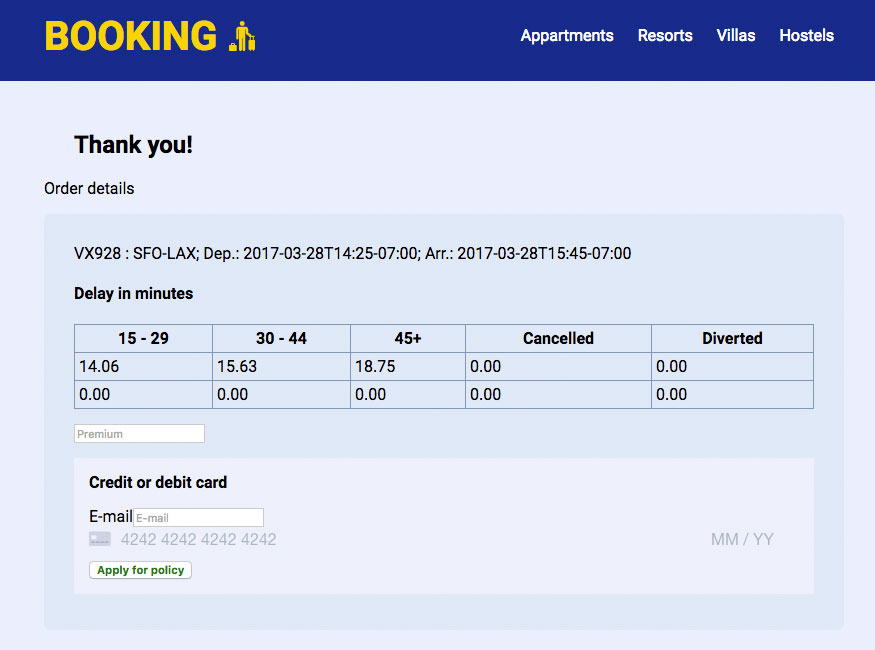 BOOKING
Appartments Resorts Villas Hostels
Thank you!
Order details
VX928 : SFO-LAX; Dep.: 2017-03-28T14:25-07:00; Arr.: 2017-03-28T15:45-07:00
Delay in minutes
15 - 29 30 - 44 45+ Cancelled Diverted
14.06 15.63 18.75 0.00 0.00
0.00 0.00 0.00 0.00 0.00
Premium
Credit or debit card
E-mail E-mail
4242 4242 4242 4242 MM / YY
Apply for policy